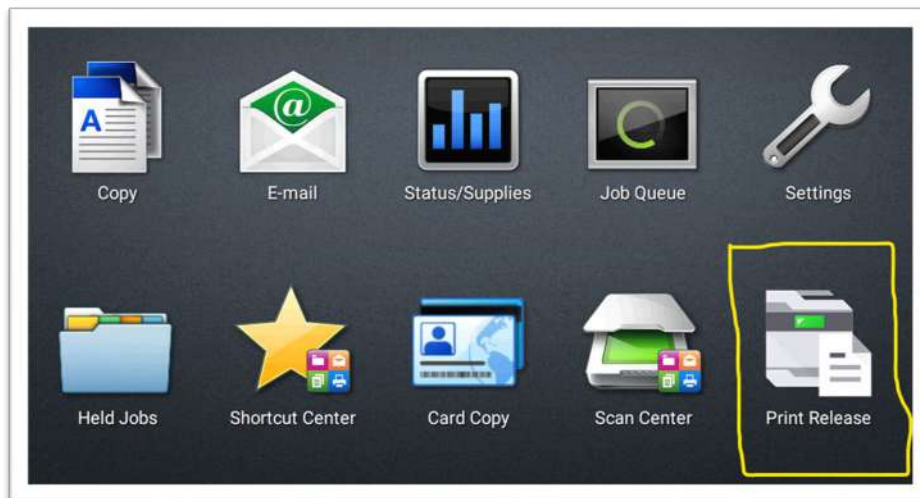 A
@
Copy
E-mail
Status/Supplies
Job Queue
Settings
Held Jobs
Shortcut Center
Card Copy
Scan Center
Print Release